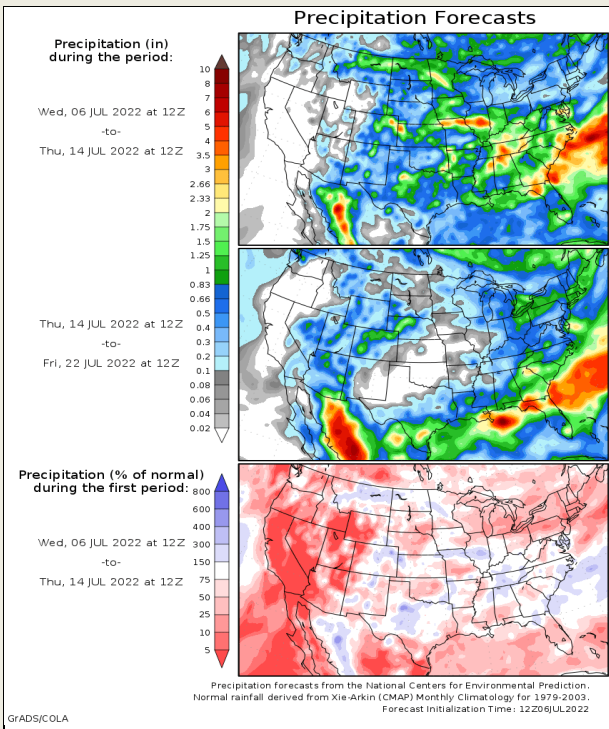 Precipitation Forecasts
Precipitation (in)
during the period:
Wed, 06 JUL 2022 at 12Z
-to-
Thu, 14 JUL 2022 at 12Z
10
8
7
6
5
4
3.5
3
2.66
2.33
2
1.75
1.5
1.25
1
0.83
0.66
0.5
0.4
0.3
0.2
0.1
0.08
0.06
0.04
0.02
Thu, 14 JUL 2022 at 12Z
-to-
Fri, 22 JUL 2022 at 12Z
Precipitation (% of normal)
during the first period:
Wed, 06 JUL 2022 at 12Z
-to-
Thu, 14 JUL 2022 at 12Z
800
600
400
300
150
75
50
25
10
5
Precipitation forecasts from the National Centers for Environmental Prediction.
Normal rainfall derived from Xie-Arkin (CMAP) Monthly Climatology for 1979-2003.
Forecast Initialization Time: 12Z06JUL2022
GrADS/COLA